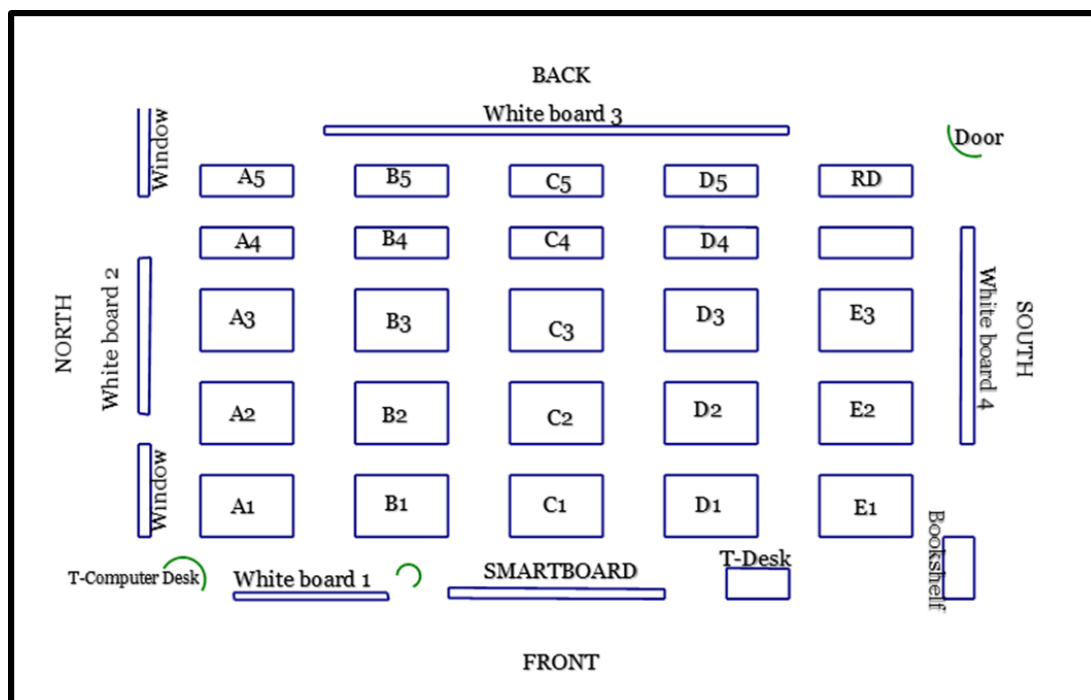 BACK
White board 3
Door
Window
A5
B5
C5
D5
RD
A4
B4
C4
D4
White board 2
NORTH
A3
B3
C3
D3
E3
White board 4
SOUTH
A2
B2
C2
D2
E2
Window
A1
B1
C1
D1
E1
Bookshelf
T-Computer Desk
White board 1
SMARTBOARD
T-Desk
FRONT